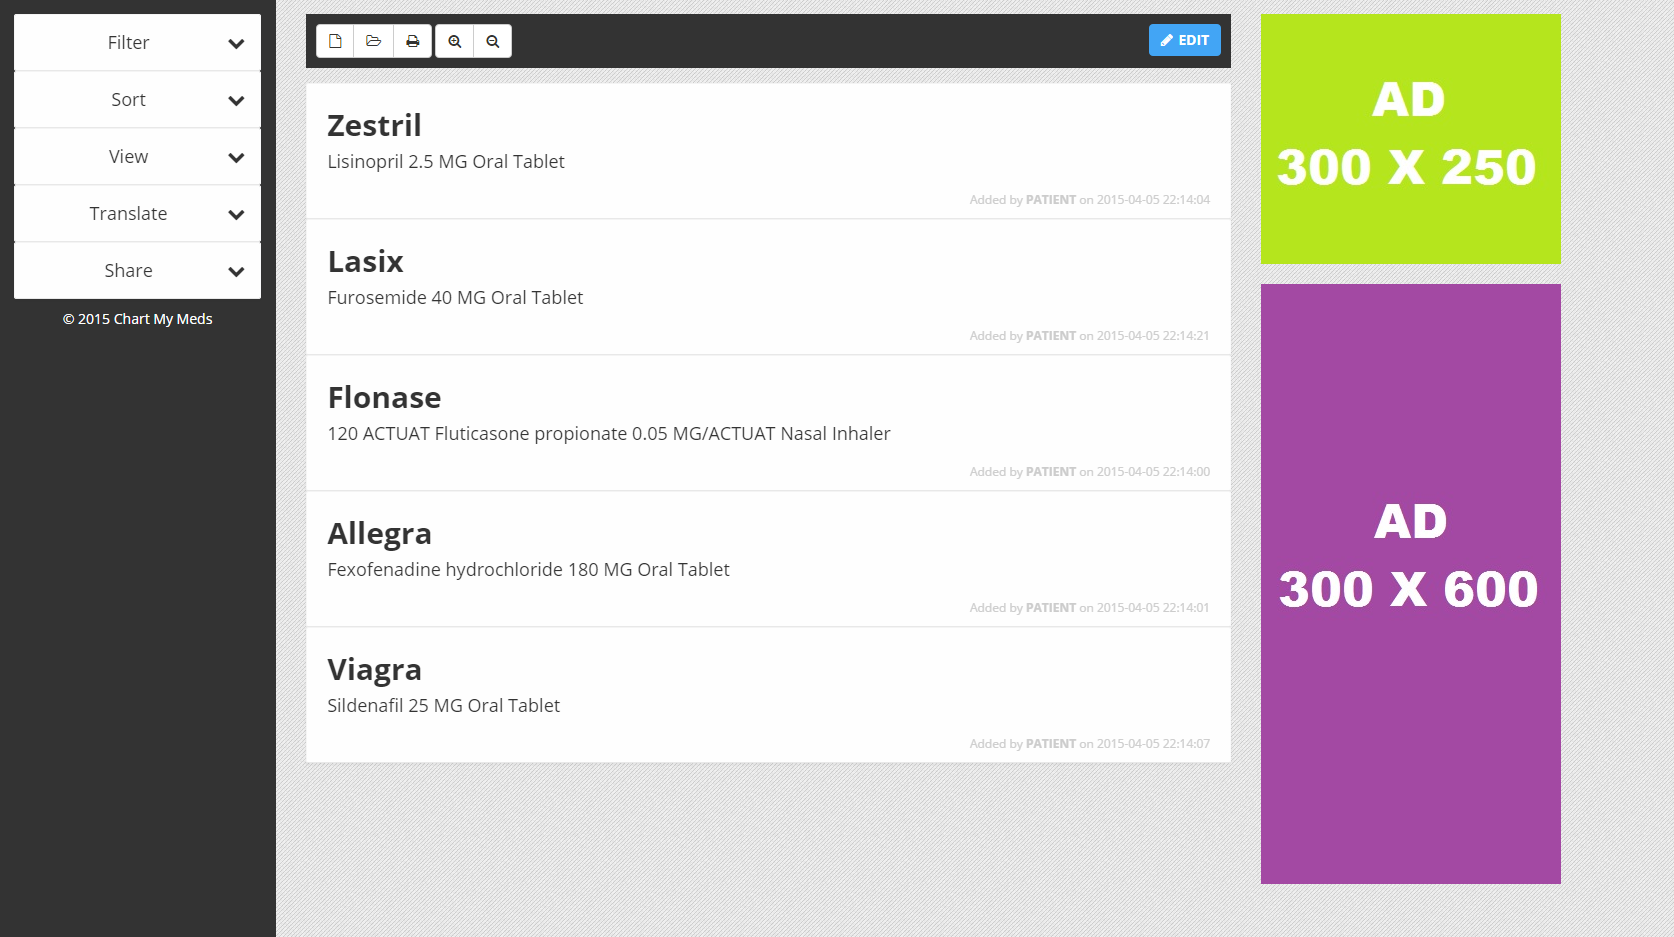 Filter
Sort
View
Translate
Share
© 2015 Chart My Meds
EDIT
Zestril
Lisinopril 2.5 MG Oral Tablet
Added by PATIENT on 2015-04-05 22:14:04
Lasix
Furosemide 40 MG Oral Tablet
Added by PATIENT on 2015-04-05 22:14:21
Flonase
120 ACTUAT Fluticasone propionate 0.05 MG/ACTUAT Nasal Inhaler
Added by PATIENT on 2015-04-05 22:14:00
Allegra
Fexofenadine hydrochloride 180 MG Oral Tablet
Added by PATIENT on 2015-04-05 22:14:01
Viagra
Sildenafil 25 MG Oral Tablet
Added by PATIENT on 2015-04-05 22:14:07
AD
300 X 250
AD
300 X 600